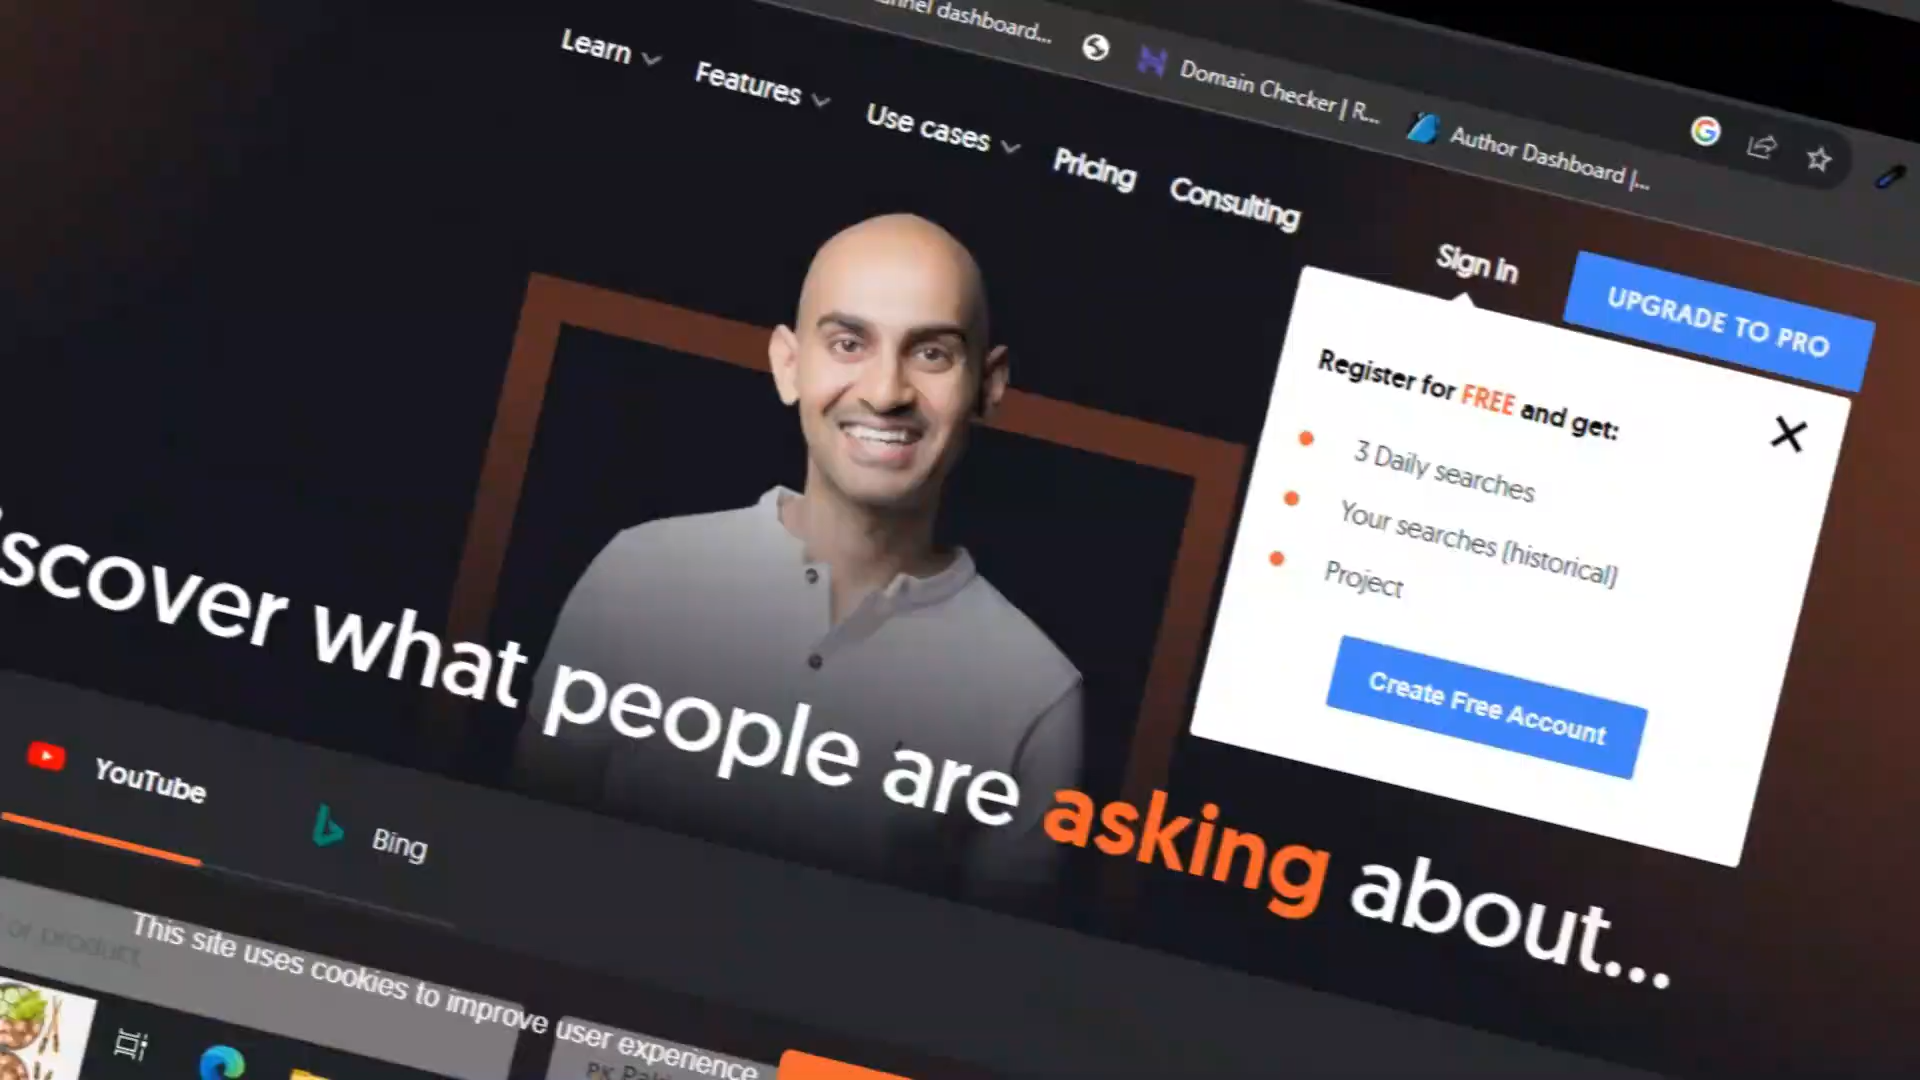 dashboard...
Domain Checker | R...
Author Dashboard |...
Learn
Features
Use cases
Pricing
Consulting
Sign in
UPGRADE TO PRO
Register for FREE and get:
3 Daily searches
Your searches (historical)
Project
Create Free Account
scover what people are asking about...
YouTube
Bing
or product
This site uses cookies to improve user experience